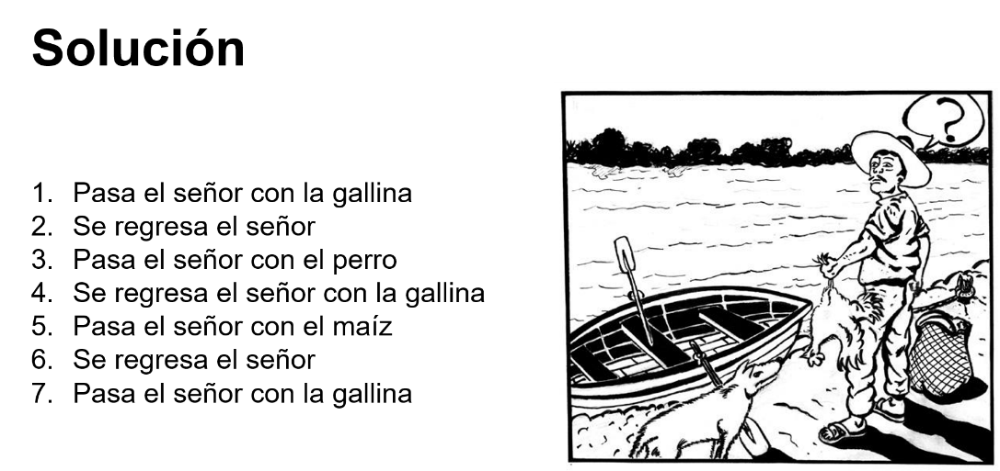 Solución
1. Pasa el señor con la gallina
2. Se regresa el señor
3. Pasa el señor con el perro
4. Se regresa el señor con la gallina
5. Pasa el señor con el maíz
6. Se regresa el señor
7. Pasa el señor con la gallina
?